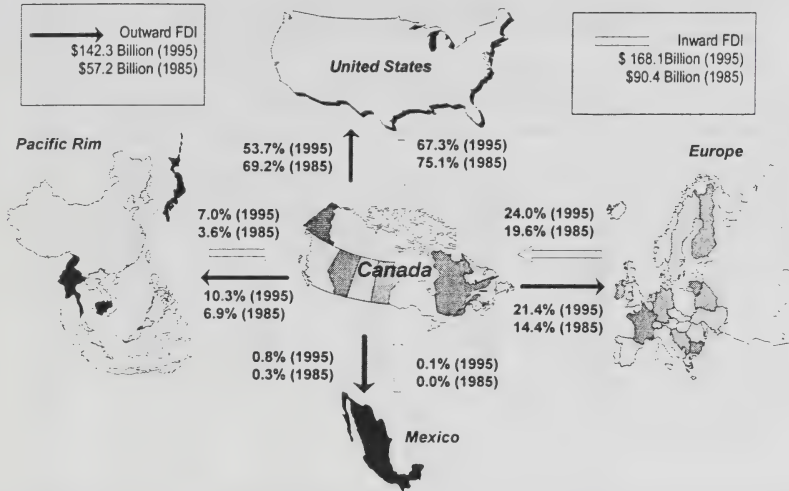 Outward FDI
$142.3 Billion (1995)
$57.2 Billion (1985)
Inward FDI
$ 168.1Billion (1995)
$90.4 Billion (1985)
United States
Pacific Rim
Europe
53.7% (1995)
69.2% (1985)
67.3% (1995)
75.1% (1985)
7.0% (1995)
3.6% (1985)
24.0% (1995)
19.6% (1985)
Canada
10.3% (1995)
6.9% (1985)
21.4% (1995)
14.4% (1985)
0.8% (1995)
0.3% (1985)
0.1% (1995)
0.0% (1985)
Mexico